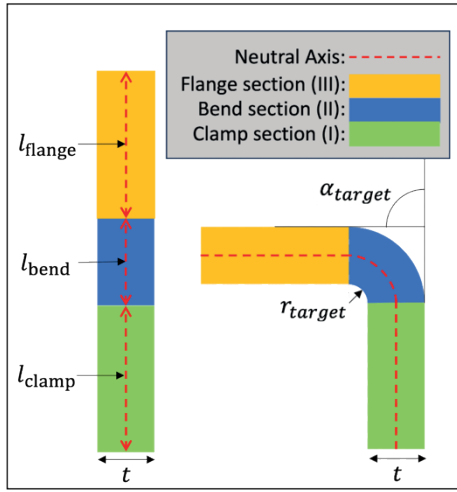 Neutral Axis:
Flange section (III):
Bend section (II):
Clamp section (I):
l_flange
l_bend
l_clamp
t
α_target
r_target
t